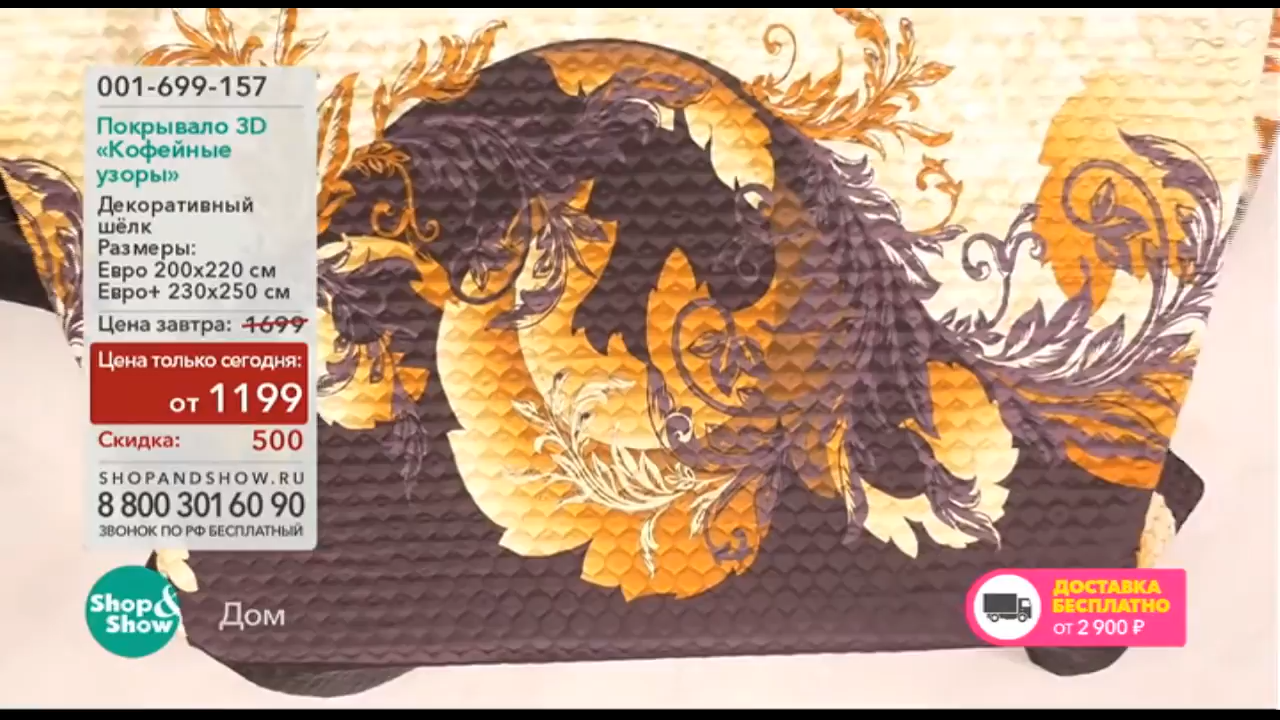 001-699-157
Покрывало 3D
«Кофейные
узоры»
Декоративный
шёлк
Размеры:
Евро 200х220 см
Евро+ 230х250 см
Цена завтра: 1699
Цена только сегодня:
от 1199
Скидка: 500
SHOPANDSHOW.RU
8 800 301 60 90
ЗВОНОК ПО РФ БЕСПЛАТНЫЙ
Shop&
Show
Дом
ДОСТАВКА
БЕСПЛАТНО
от 2 900 ₽